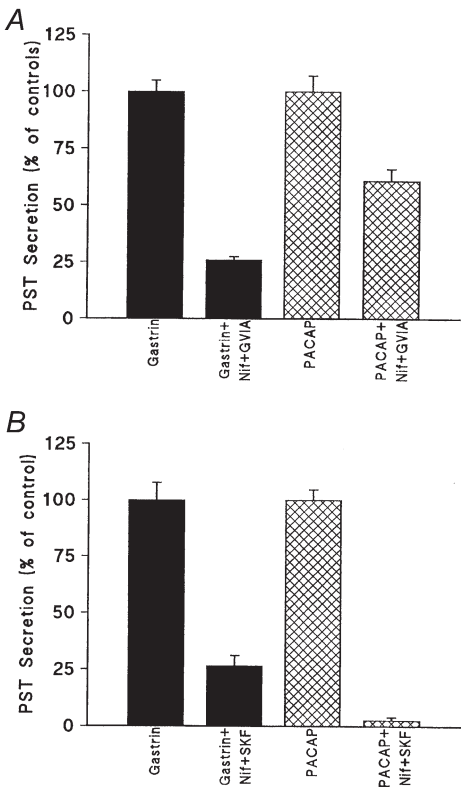 A
PST Secretion (% of controls)
125
100
75
50
25
0
Gastrin
Gastrin+
Nif+GVIA
PACAP
PACAP+
Nif+GVIA
B
PST Secretion (% of control)
125
100
75
50
25
0
Gastrin
Gastrin+
Nif+SKF
PACAP
PACAP+
Nif+SKF